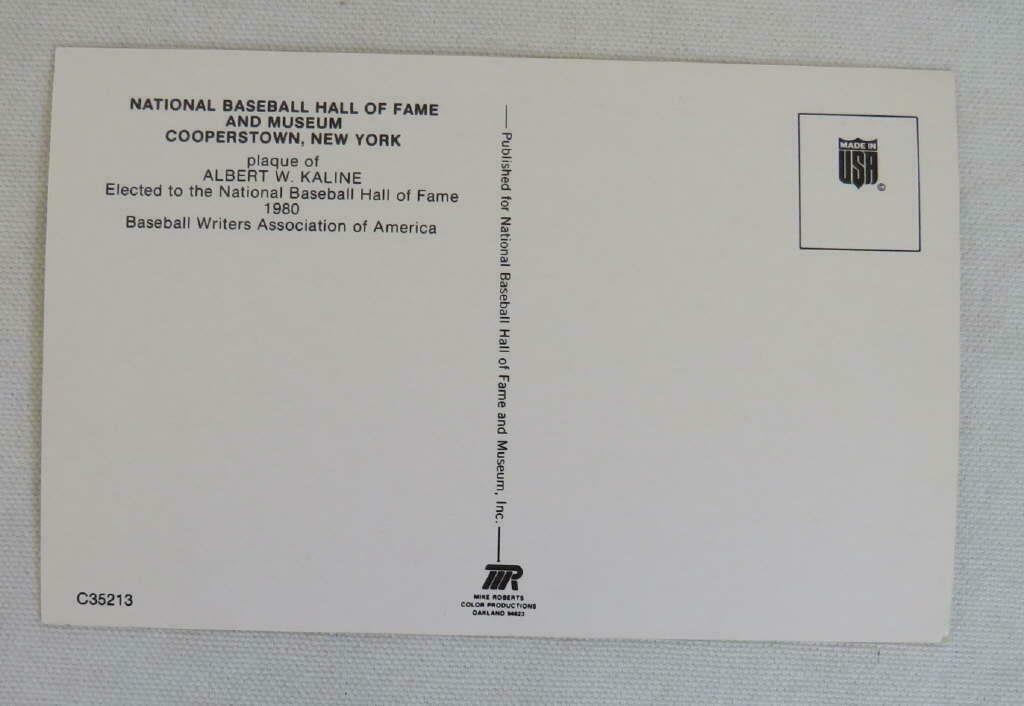 NATIONAL BASEBALL HALL OF FAME
AND MUSEUM
COOPERSTOWN, NEW YORK
plaque of
ALBERT W. KALINE
Elected to the National Baseball Hall of Fame
1980
Baseball Writers Association of America
C35213
Published for National Baseball Hall of Fame and Museum, Inc.
MR
MIKE ROBERTS
COLOR PRODUCTIONS
OAKLAND 94623
MADE IN
USA
©